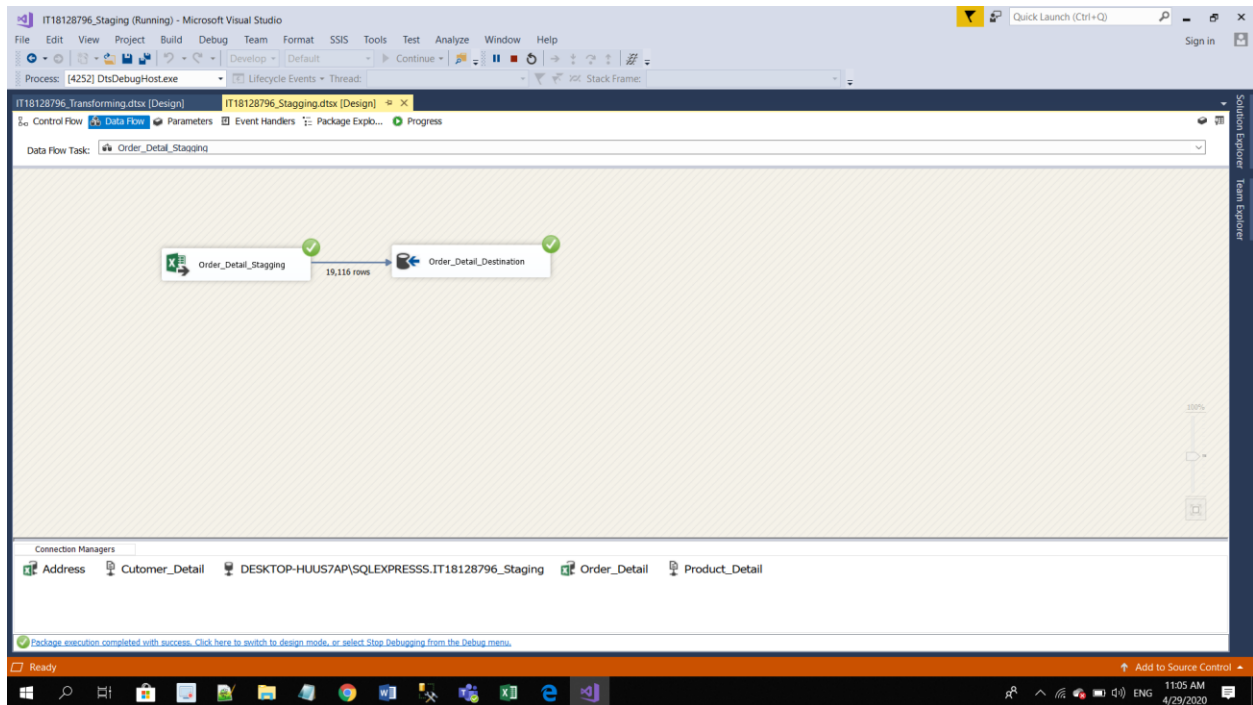 IT18128796_Staging (Running) - Microsoft Visual Studio
Quick Launch (Ctrl+Q)
File Edit View Project Build Debug Team Format SSIS Tools Test Analyze Window Help
Sign in
Develop Default Continue
Process: [4252] DtsDebugHost.exe Lifecycle Events Thread: Stack Frame:
IT18128796_Transforming.dtsx [Design] IT18128796_Stagging.dtsx [Design]
Control Flow Data Flow Parameters Event Handlers Package Explo... Progress
Data Flow Task: Order_Detail_Stagging
Solution Explorer
Team Explorer
Order_Detail_Stagging
19,116 rows
Order_Detail_Destination
100%
Connection Managers
Address Cutomer_Detail DESKTOP-HUUS7AP\SQLEXPRESSS.IT18128796_Staging Order_Detail Product_Detail
Package execution completed with success. Click here to switch to design mode, or select Stop Debugging from the Debug menu.
Ready
Add to Source Control
ENG
11:05 AM
4/29/2020